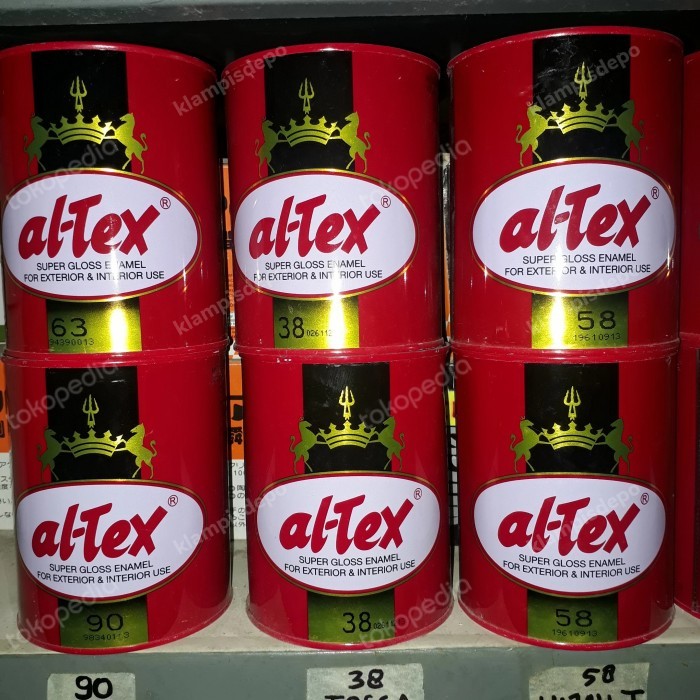 al-Tex®
SUPER GLOSS ENAMEL
FOR EXTERIOR & INTERIOR USE
63
94390013
al-Tex®
SUPER GLOSS ENAMEL
FOR EXTERIOR & INTERIOR USE
38
al-Tex®
SUPER GLOSS ENAMEL
FOR EXTERIOR & INTERIOR USE
58
19610913
al-Tex®
SUPER GLOSS ENAMEL
FOR EXTERIOR & INTERIOR USE
90
al-Tex®
SUPER GLOSS ENAMEL
FOR EXTERIOR & INTERIOR USE
38
al-Tex®
SUPER GLOSS ENAMEL
FOR EXTERIOR & INTERIOR USE
58
19610913
90
38
TOSCA
58
klampisdepo
tokopedia